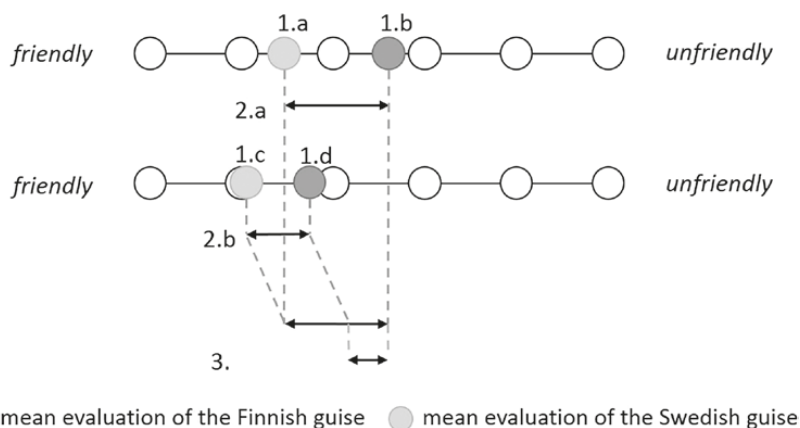 1.a 1.b
friendly unfriendly
2.a
1.c 1.d
friendly unfriendly
2.b
3.
mean evaluation of the Finnish guise mean evaluation of the Swedish guise